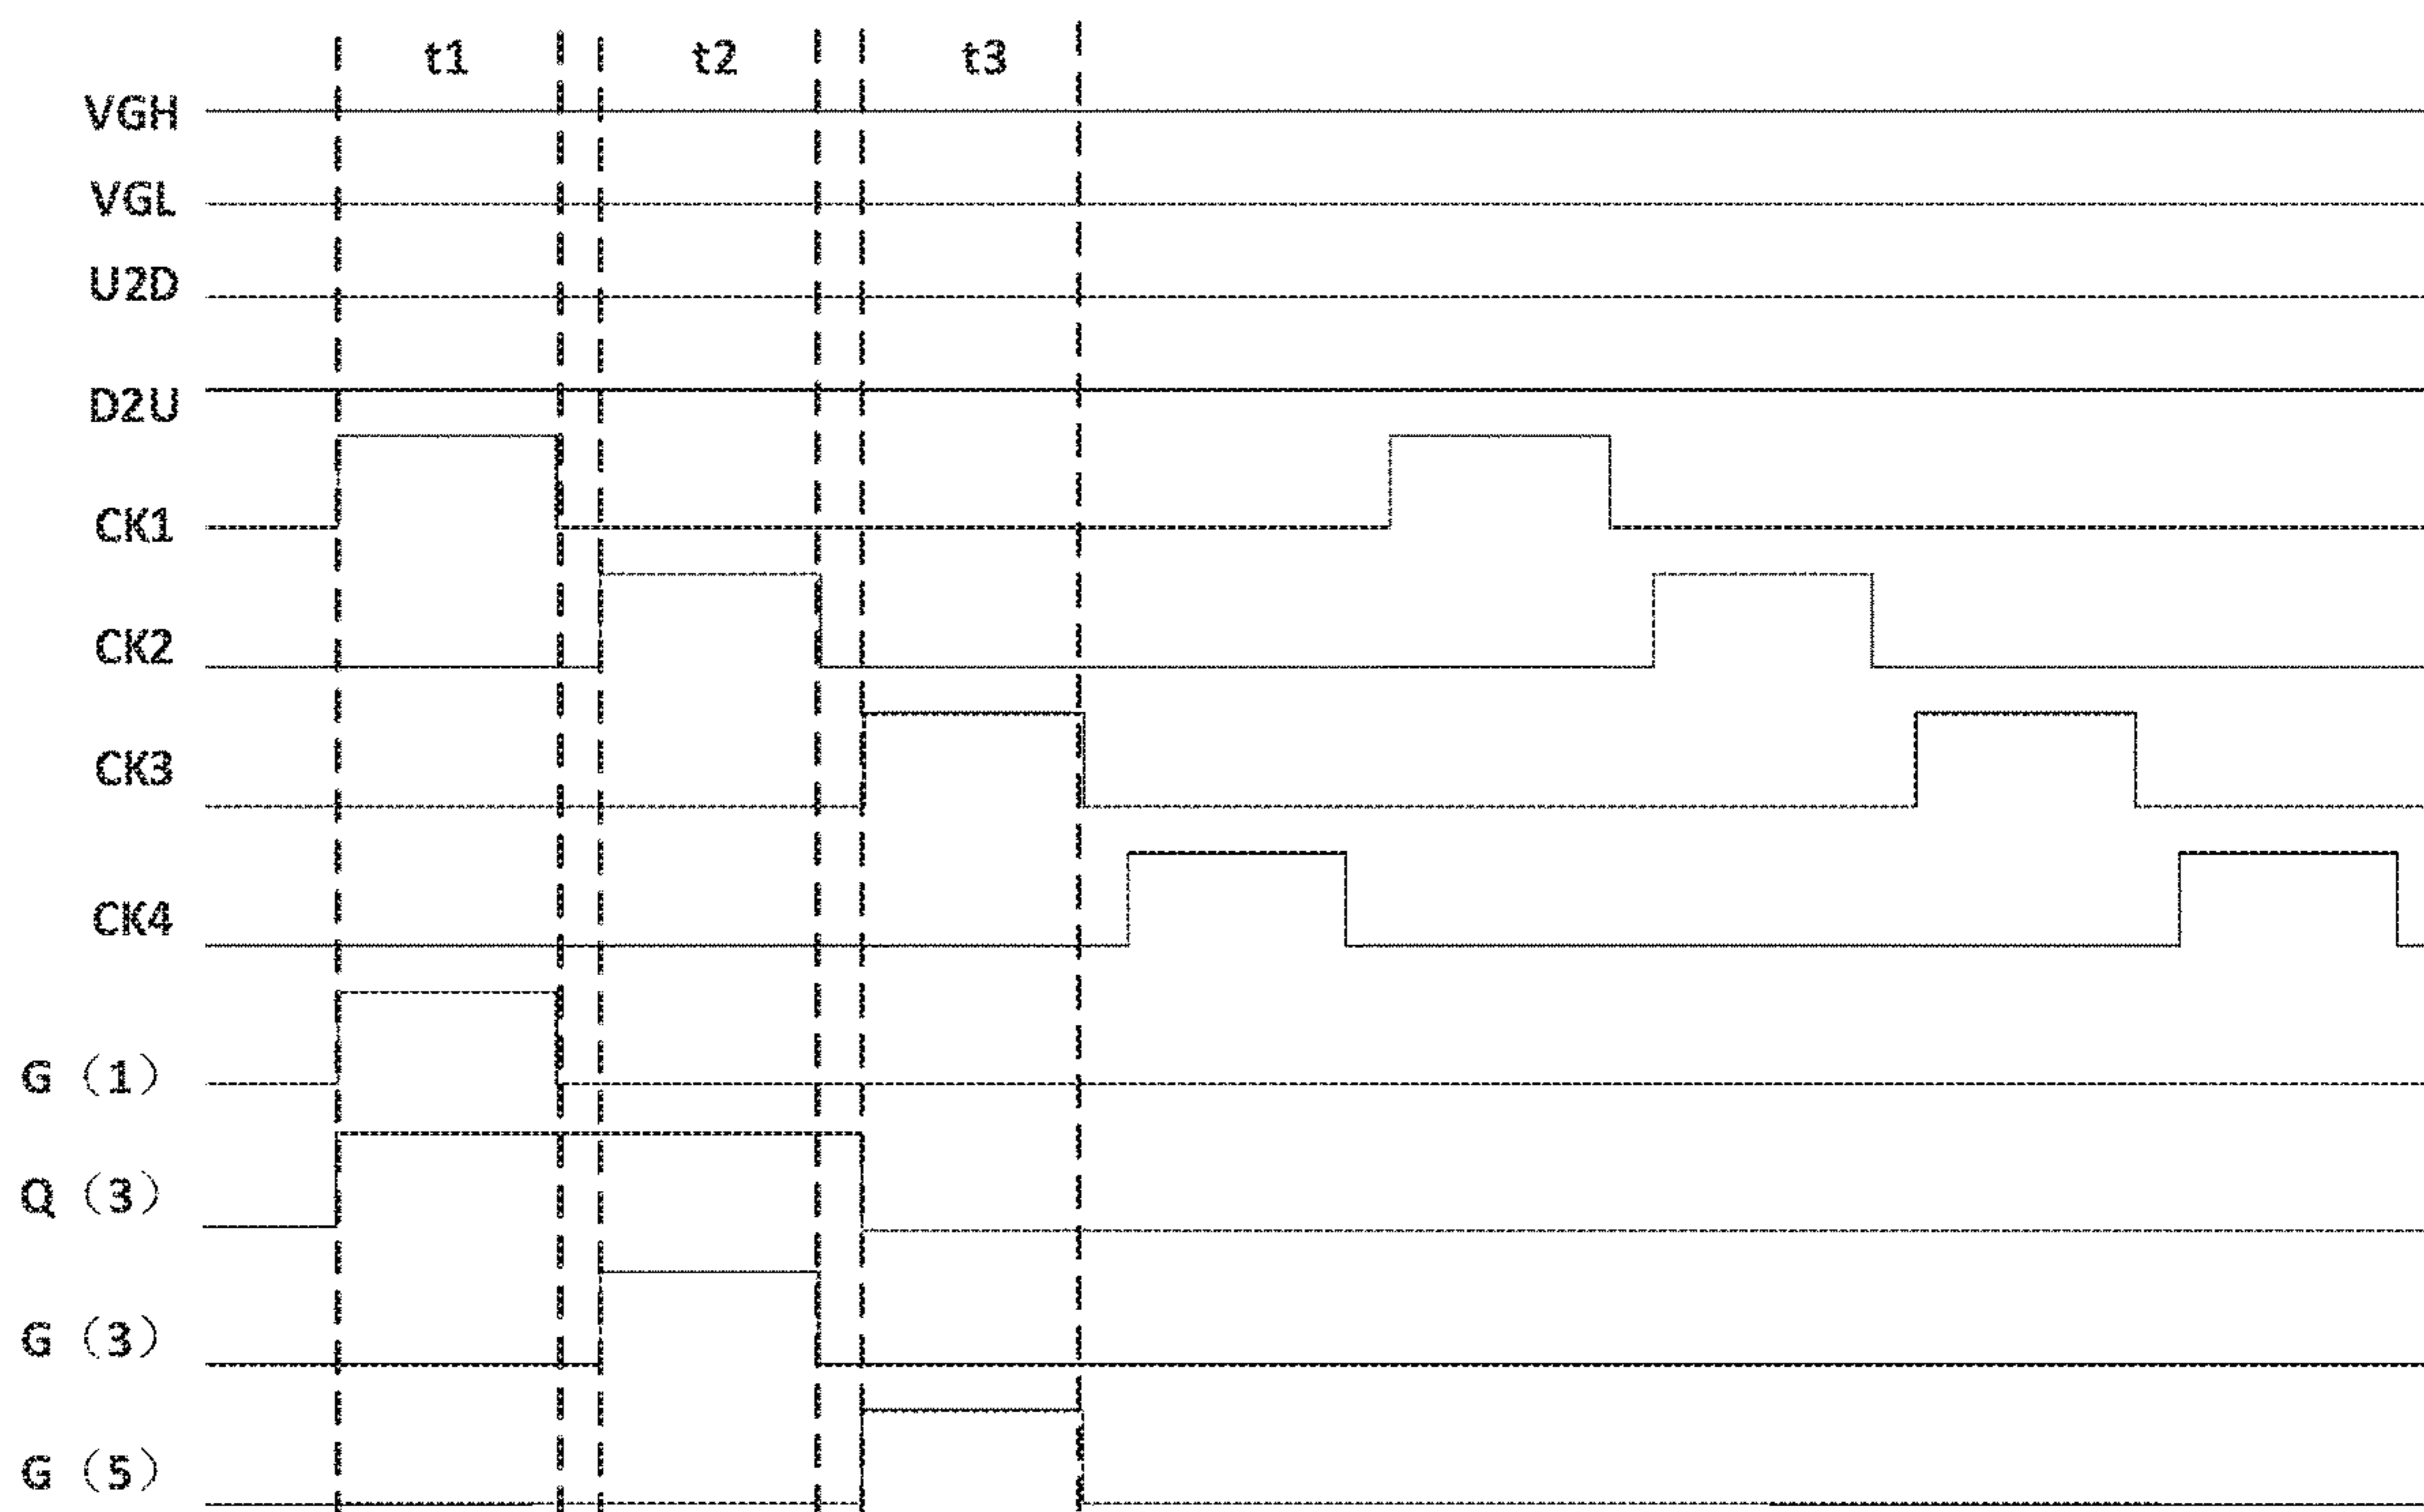 t1 t2 t3
VGH
VGL
U2D
D2U
CK1
CK2
CK3
CK4
G（1）
Q（3）
G（3）
G（5）